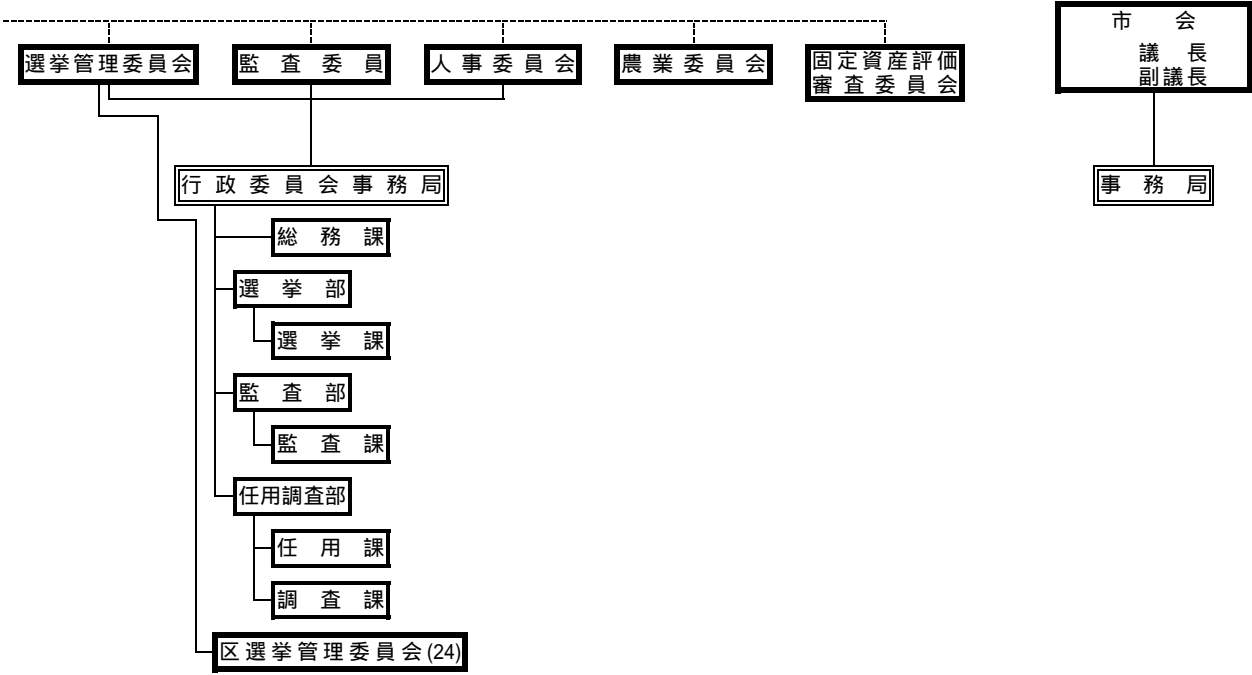 選挙管理委員会
監査委員
人事委員会
農業委員会
固定資産評価
審査委員会
市会
議長
副議長
行政委員会事務局
事務局
総務課
選挙部
選挙課
監査部
監査課
任用調査部
任用課
調査課
区選挙管理委員会(24)